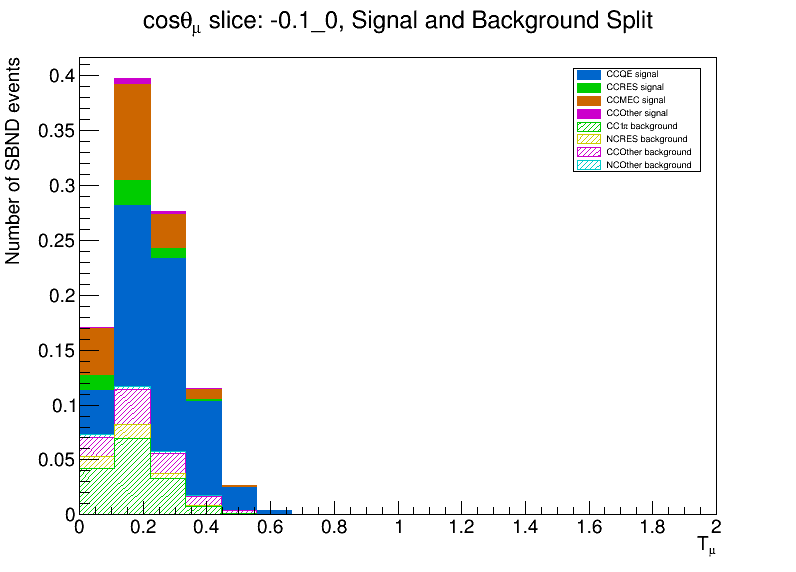 cosθμ slice: -0.1_0, Signal and Background Split
Number of SBND events
0.4
0.35
0.3
0.25
0.2
0.15
0.1
0.05
0
CCQE signal
CCRES signal
CCMEC signal
CCOther signal
CC1π background
NCRES background
CCOther background
NCOther background
0 0.2 0.4 0.6 0.8 1 1.2 1.4 1.6 1.8 2
Tμ